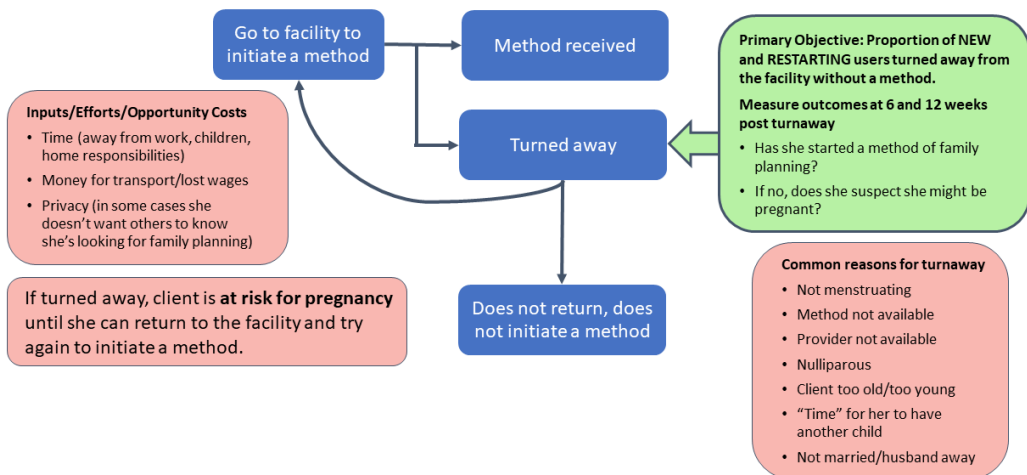 Go to facility to
initiate a method
Method received
Primary Objective: Proportion of NEW
and RESTARTING users turned away from
the facility without a method.
Measure outcomes at 6 and 12 weeks
post turnaway
• Has she started a method of family
planning?
• If no, does she suspect she might be
pregnant?
Inputs/Efforts/Opportunity Costs
• Time (away from work, children,
home responsibilities)
• Money for transport/lost wages
• Privacy (in some cases she
doesn’t want others to know
she’s looking for family planning)
Turned away
If turned away, client is at risk for pregnancy
until she can return to the facility and try
again to initiate a method.
Does not return, does
not initiate a method
Common reasons for turnaway
• Not menstruating
• Method not available
• Provider not available
• Nulliparous
• Client too old/too young
• “Time” for her to have
another child
• Not married/husband away